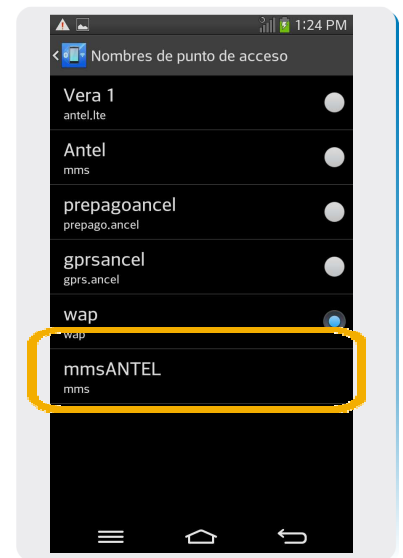 1:24 PM
Nombres de punto de acceso
Vera 1
antel.lte
Antel
mms
prepagoancel
prepago.ancel
gprsancel
gprs.ancel
wap
wap
mmsANTEL
mms